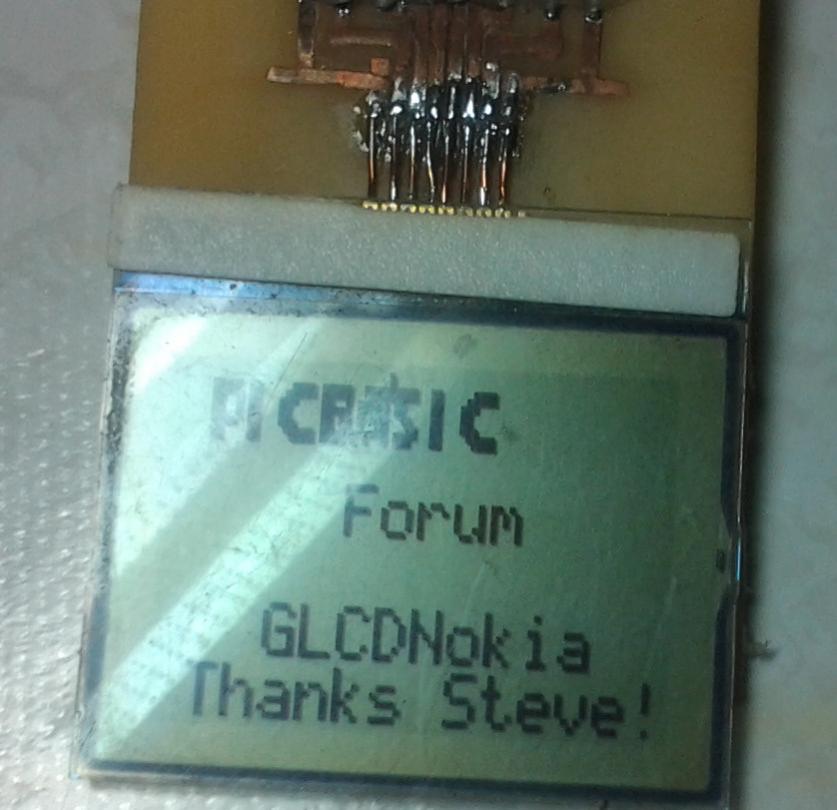 PICBASIC
Forum
GLCDNokia
Thanks Steve!